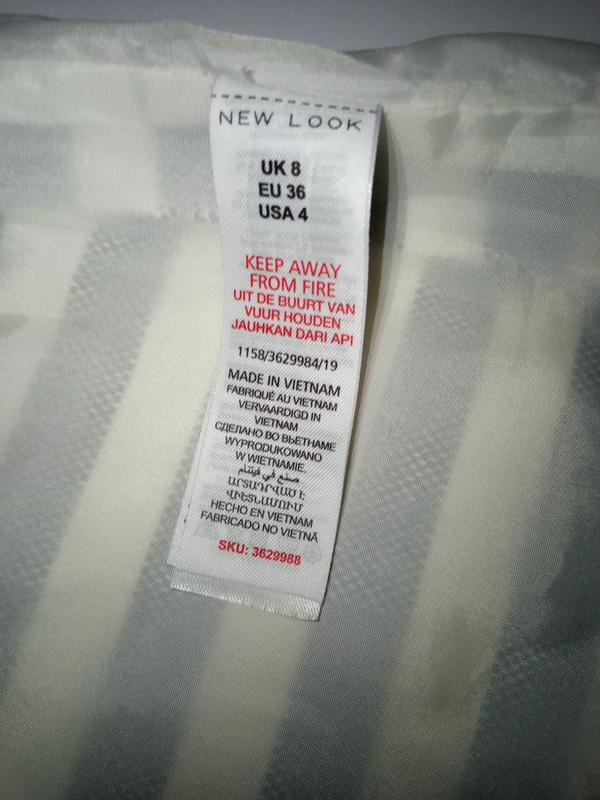 NEW LOOK
UK 8
EU 36
USA 4
KEEP AWAY
FROM FIRE
UIT DE BUURT VAN
VUUR HOUDEN
JAUHKAN DARI API
1158/3629984/19
MADE IN VIETNAM
FABRIQUÉ AU VIETNAM
VERVAARDIGD IN
VIETNAM
СДЕЛАНО ВО ВЬЕТНАМЕ
WYPRODUKOWANO
W WIETNAMIE.
صنع في فيتنام
ԱՐՏԱԴՐՎԱԾ Է
ՎԻԵՏՆԱՄՈՒՄ
HECHO EN VIETNAM
FABRICADO NO VIETNÃ
SKU: 3629988